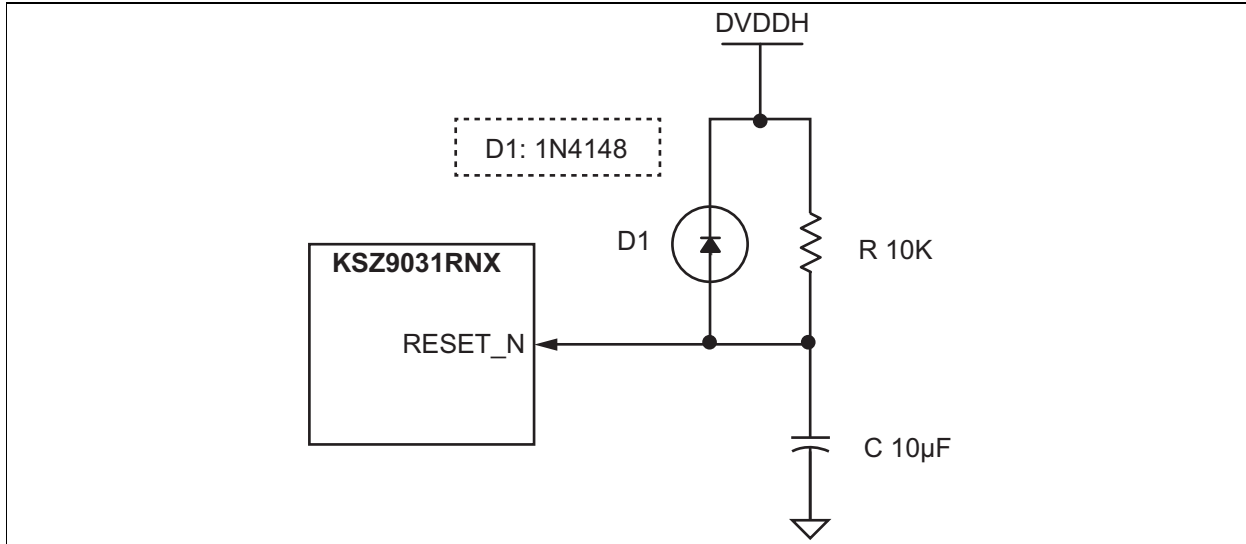 DVDDH
D1: 1N4148
D1
R 10K
KSZ9031RNX
RESET_N
C 10µF